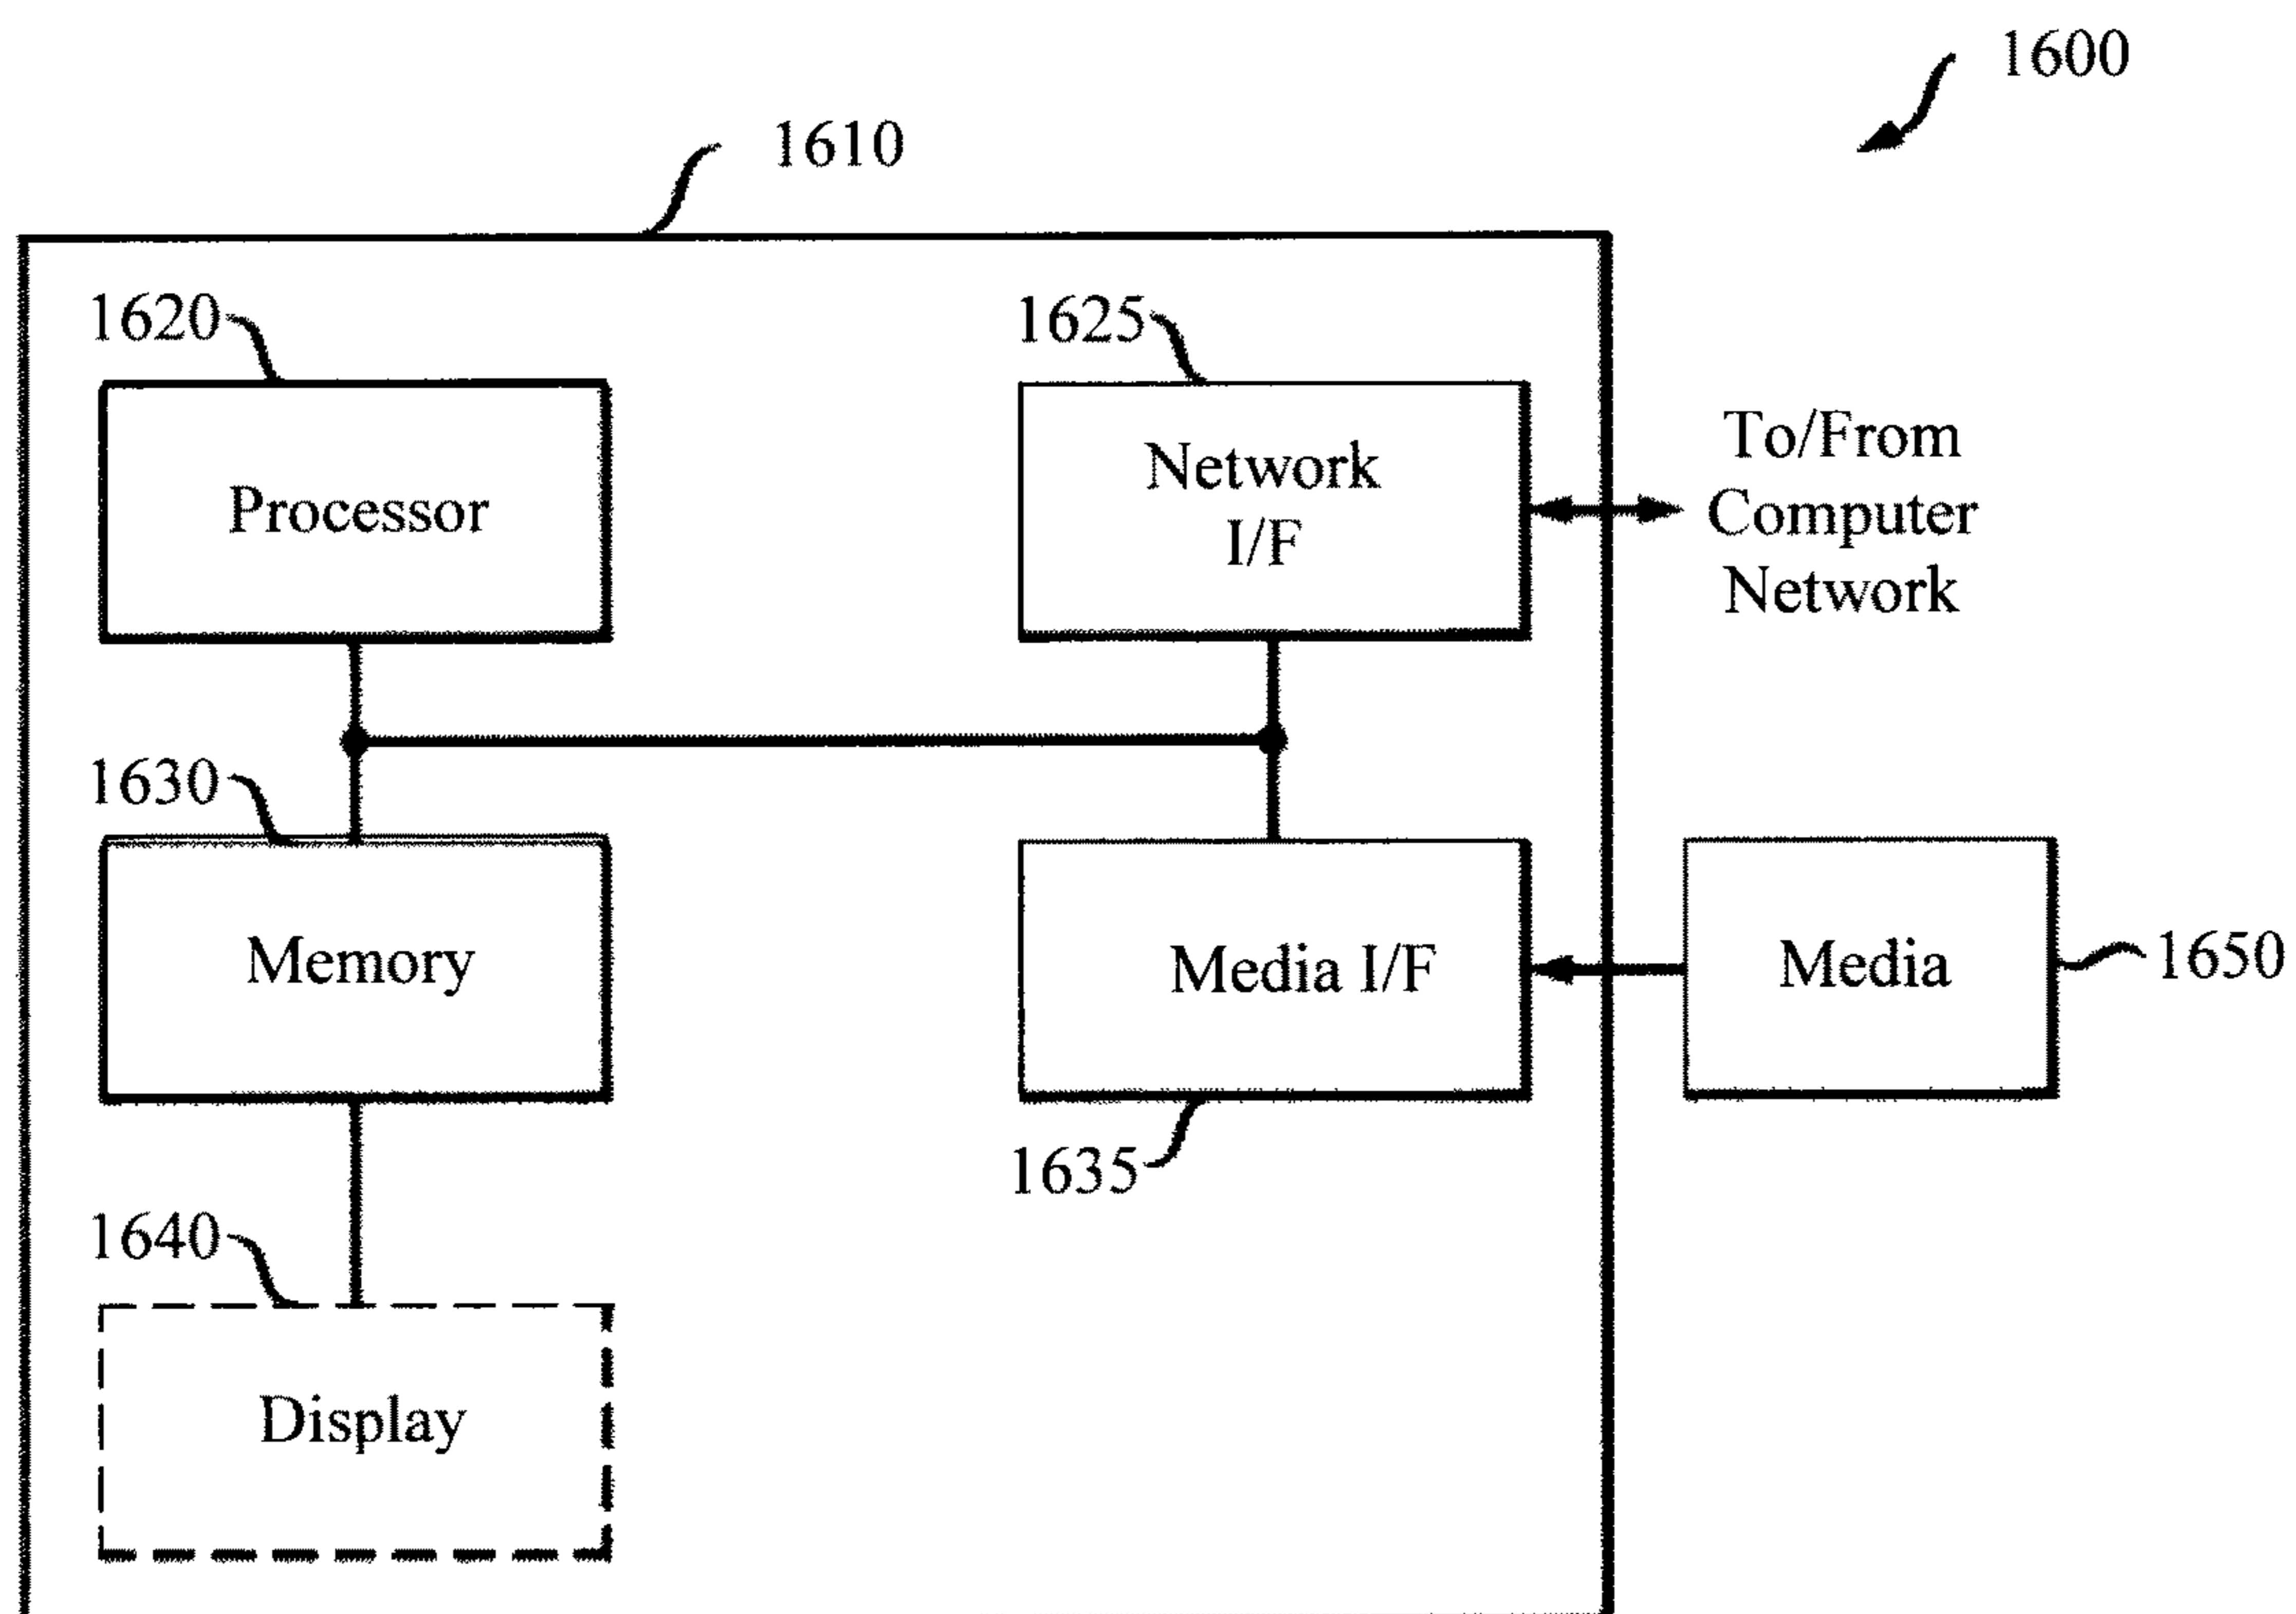 1600
1610
1620
1625
Processor
Network
I/F
To/From
Computer
Network
1630
Memory
Media I/F
Media
1650
1635
1640
Display